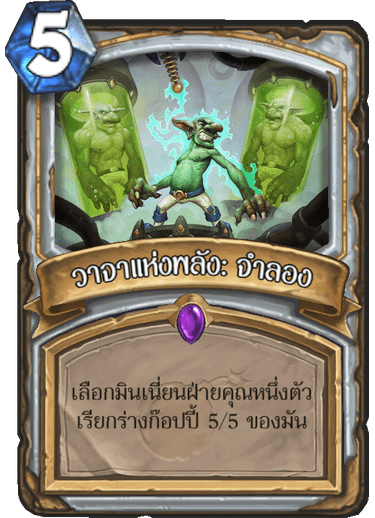 5
วาจาแห่งพลัง: จำลอง
เลือกมินเนี่ยนฝ่ายคุณหนึ่งตัว
เรียกร่างก๊อปปี้ 5/5 ของมัน